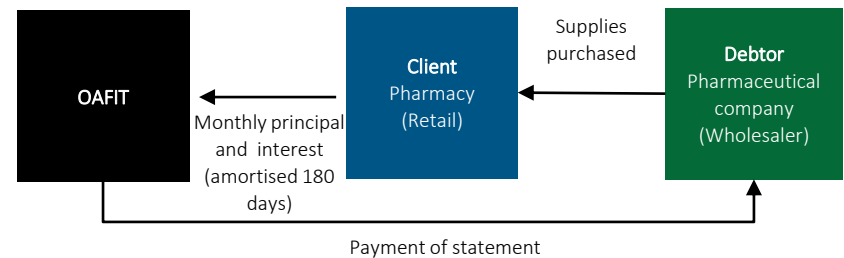 OAFIT
Monthly principal
and interest
(amortised 180
days)
Client
Pharmacy
(Retail)
Supplies
purchased
Debtor
Pharmaceutical
company
(Wholesaler)
Payment of statement